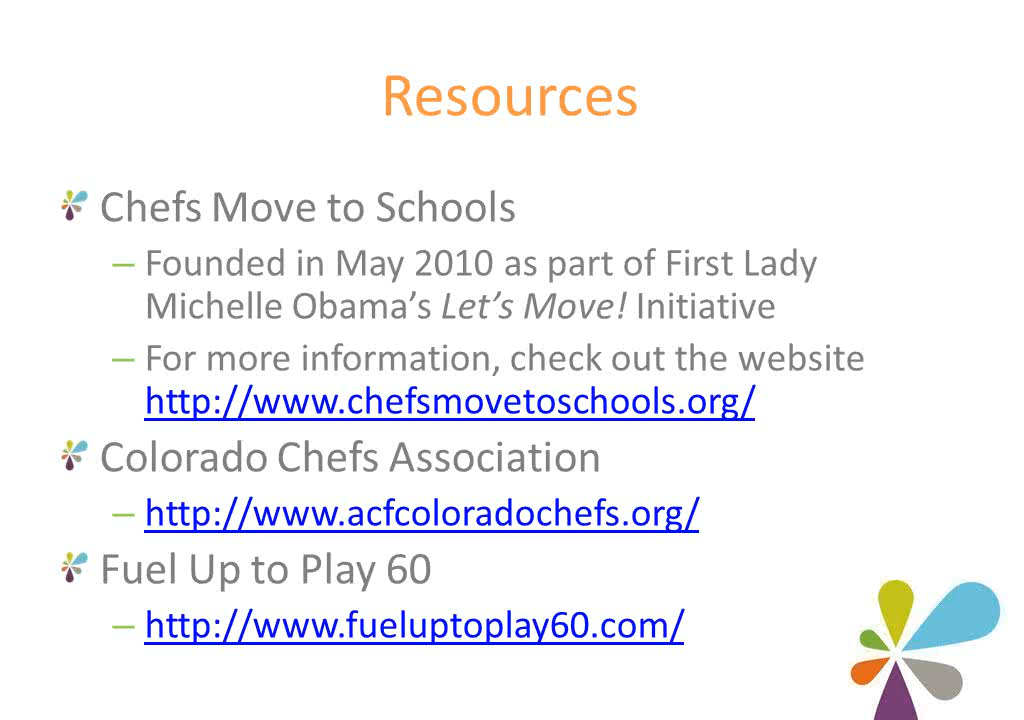 Resources
Chefs Move to Schools
– Founded in May 2010 as part of First Lady
Michelle Obama’s Let’s Move! Initiative
– For more information, check out the website
http://www.chefsmovetoschools.org/
Colorado Chefs Association
– http://www.acfcoloradochefs.org/
Fuel Up to Play 60
– http://www.fueluptoplay60.com/